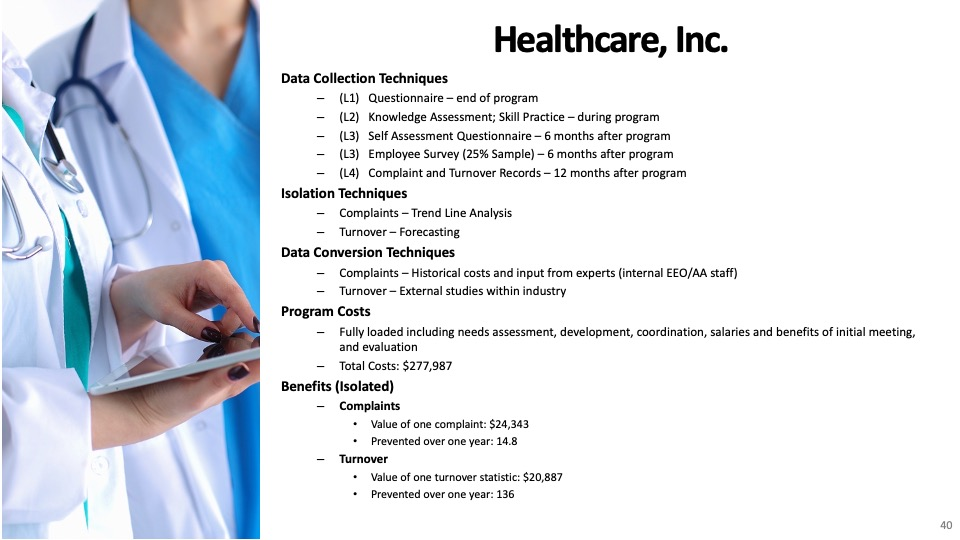 Healthcare, Inc.
Data Collection Techniques
– (L1) Questionnaire – end of program
– (L2) Knowledge Assessment; Skill Practice – during program
– (L3) Self Assessment Questionnaire – 6 months after program
– (L3) Employee Survey (25% Sample) – 6 months after program
– (L4) Complaint and Turnover Records – 12 months after program
Isolation Techniques
– Complaints – Trend Line Analysis
– Turnover – Forecasting
Data Conversion Techniques
– Complaints – Historical costs and input from experts (internal EEO/AA staff)
– Turnover – External studies within industry
Program Costs
– Fully loaded including needs assessment, development, coordination, salaries and benefits of initial meeting,
and evaluation
– Total Costs: $277,987
Benefits (Isolated)
– Complaints
• Value of one complaint: $24,343
• Prevented over one year: 14.8
– Turnover
• Value of one turnover statistic: $20,887
• Prevented over one year: 136
40